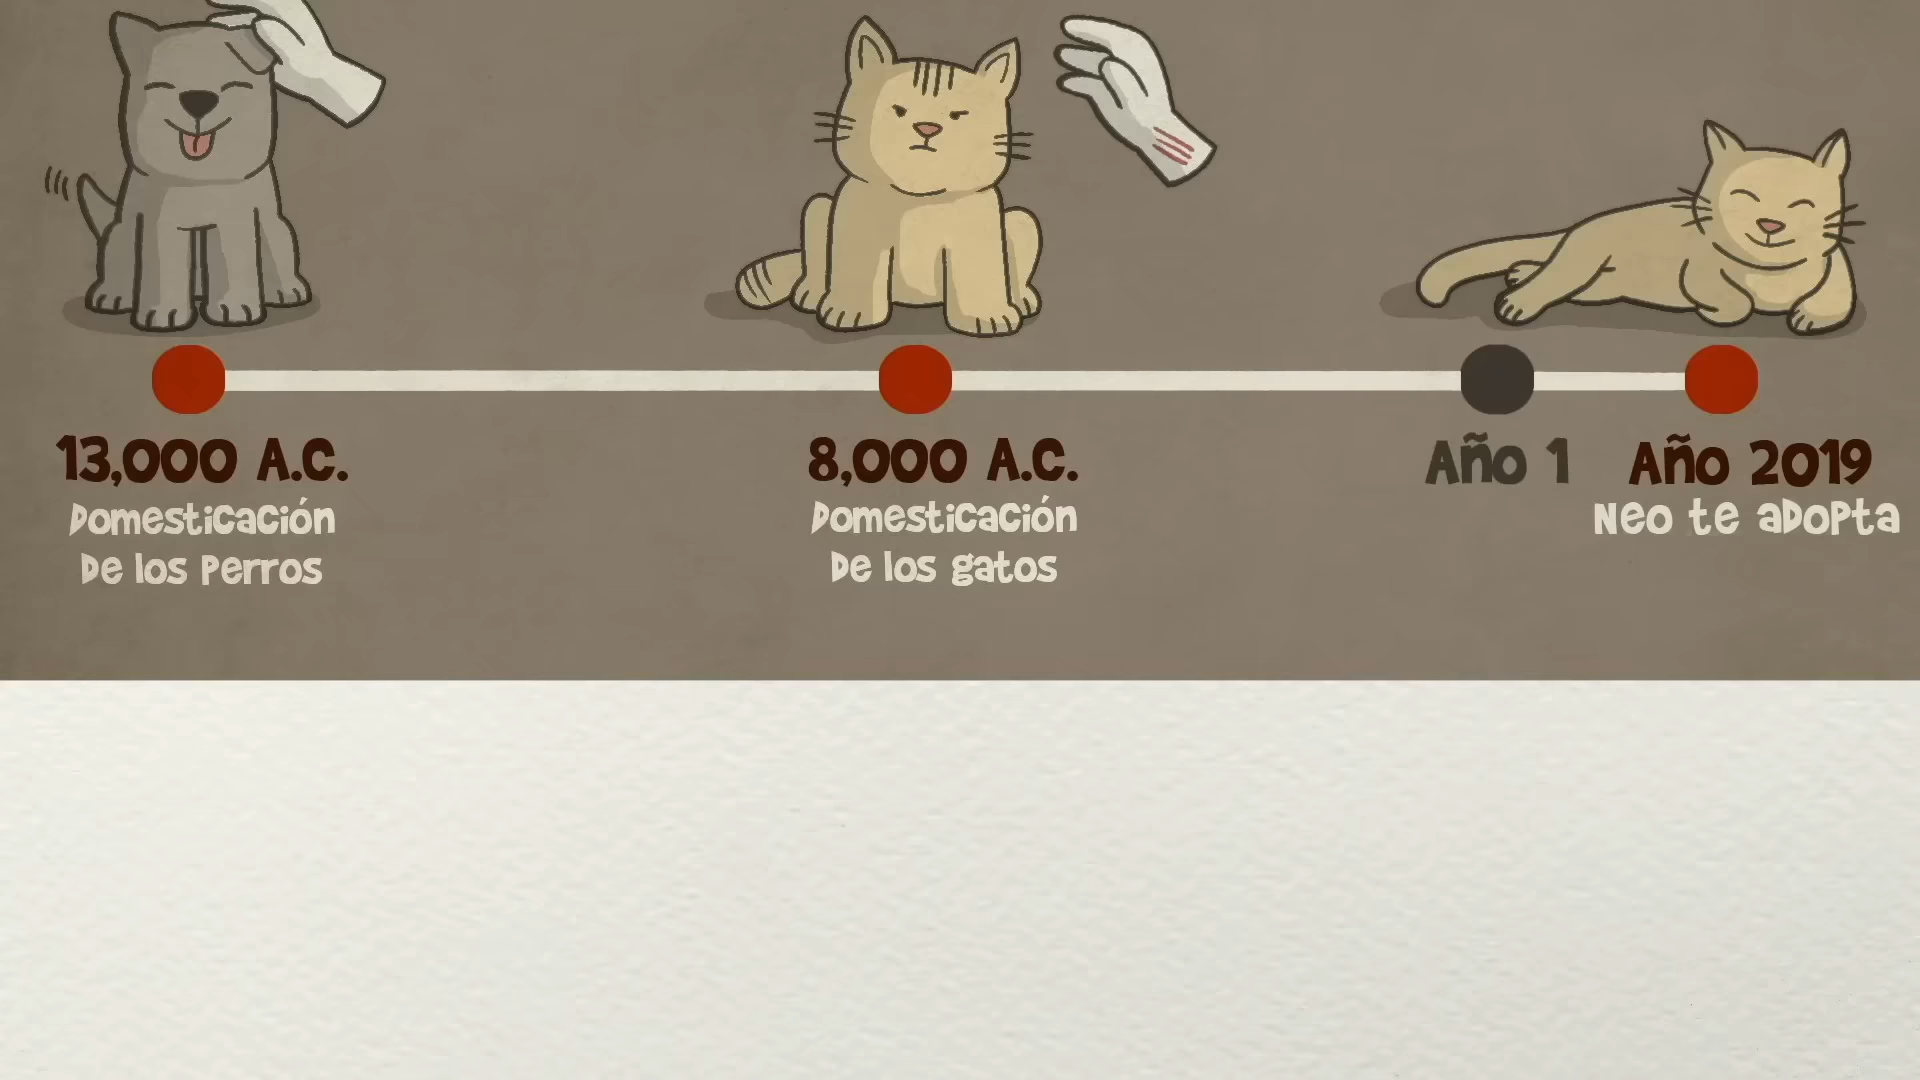 13,000 A.C.
Domesticación
De los Perros
8,000 A.C.
Domesticación
De los gatos
Año 1
Año 2019
Neo te aDopta